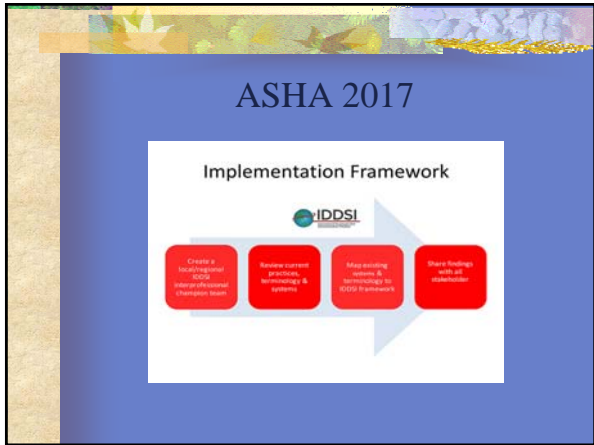 ASHA 2017
Implementation Framework
IDDSI
Create a
local/regional
IDDSI
interprofessional
champion team
Review current
practices,
terminology &
systems
Map existing
systems &
terminology to
IDDSI framework
Share findings
with all
stakeholder